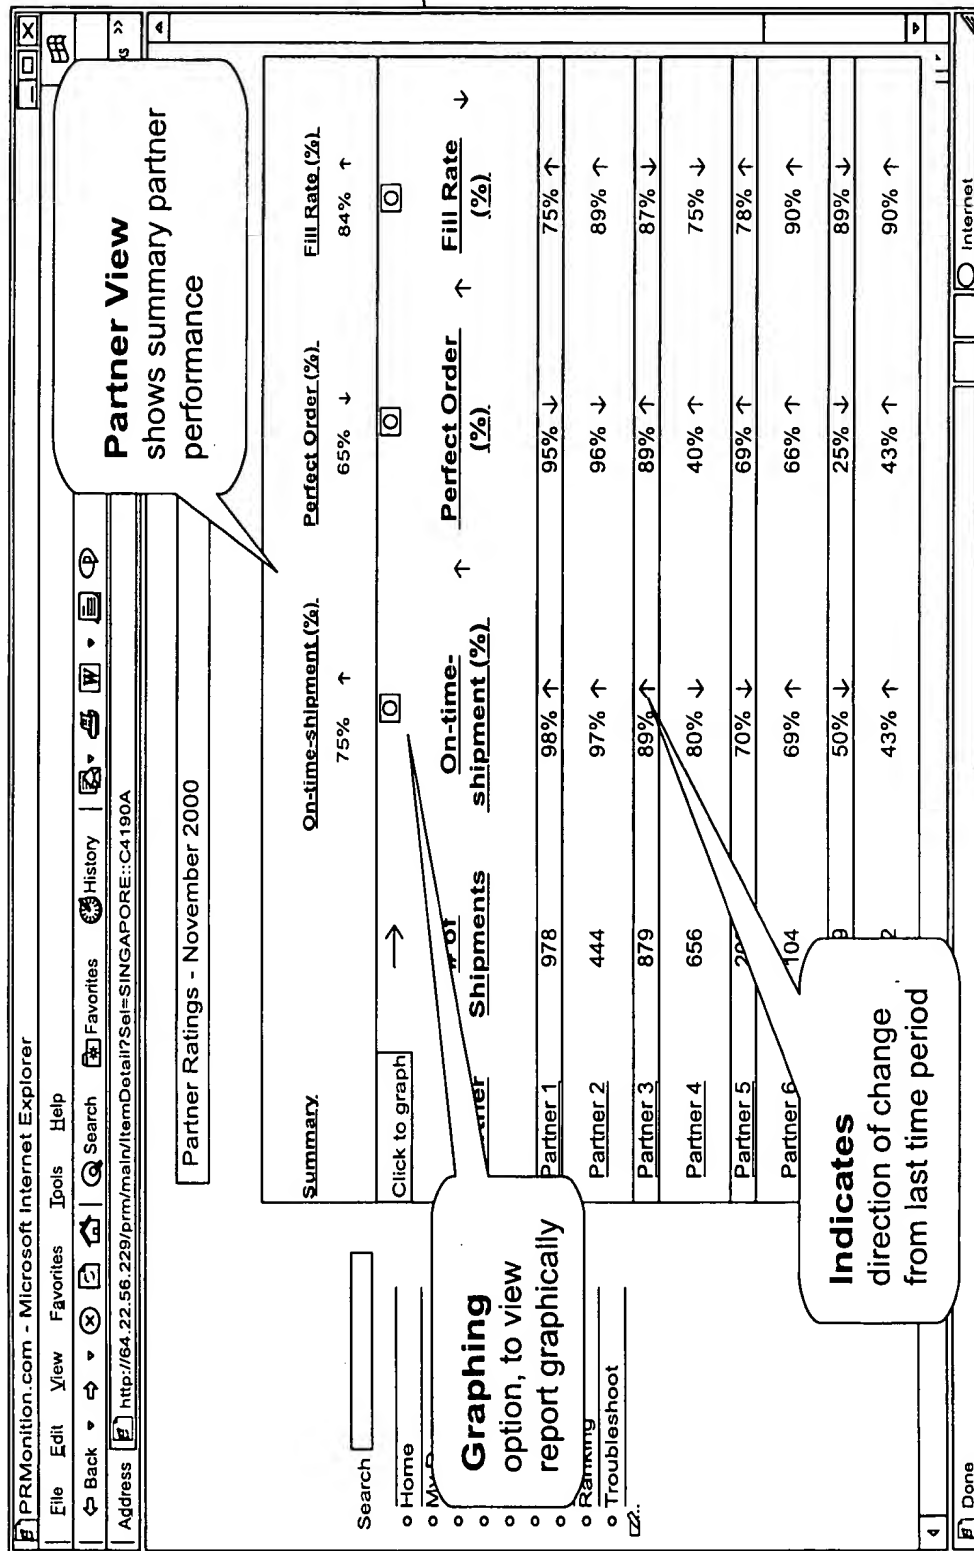 PRMonition.com - Microsoft Internet Explorer
File Edit View Favorites Tools Help
Back Search Favorites History
Address http://64.22.56.229/prm/main/ItemDetail?Sel=SINGAPORE::C4190A
Partner View
shows summary partner
performance
Partner Ratings - November 2000
Search
Home
Ranking
Troubleshoot
Summary On-time-shipment (%) Perfect Order (%) Fill Rate (%)
75% ↑ 65% ↓ 84% ↑
Click to graph →
# of On-time- ↑ Perfect Order ↑ Fill Rate ↓
Shipments shipment (%) (%) (%)
Partner 1 978 98% ↑ 95% ↓ 75% ↑
Partner 2 444 97% ↑ 96% ↓ 89% ↑
Partner 3 879 89% ↑ 89% ↑ 87% ↓
Partner 4 656 80% ↓ 40% ↑ 75% ↓
Partner 5 70% ↓ 69% ↑ 78% ↑
Partner 6 104 69% ↑ 66% ↑ 90% ↑
50% ↓ 25% ↓ 89% ↓
43% ↑ 43% ↑ 90% ↑
Graphing
option, to view
report graphically
Indicates
direction of change
from last time period
Done Internet